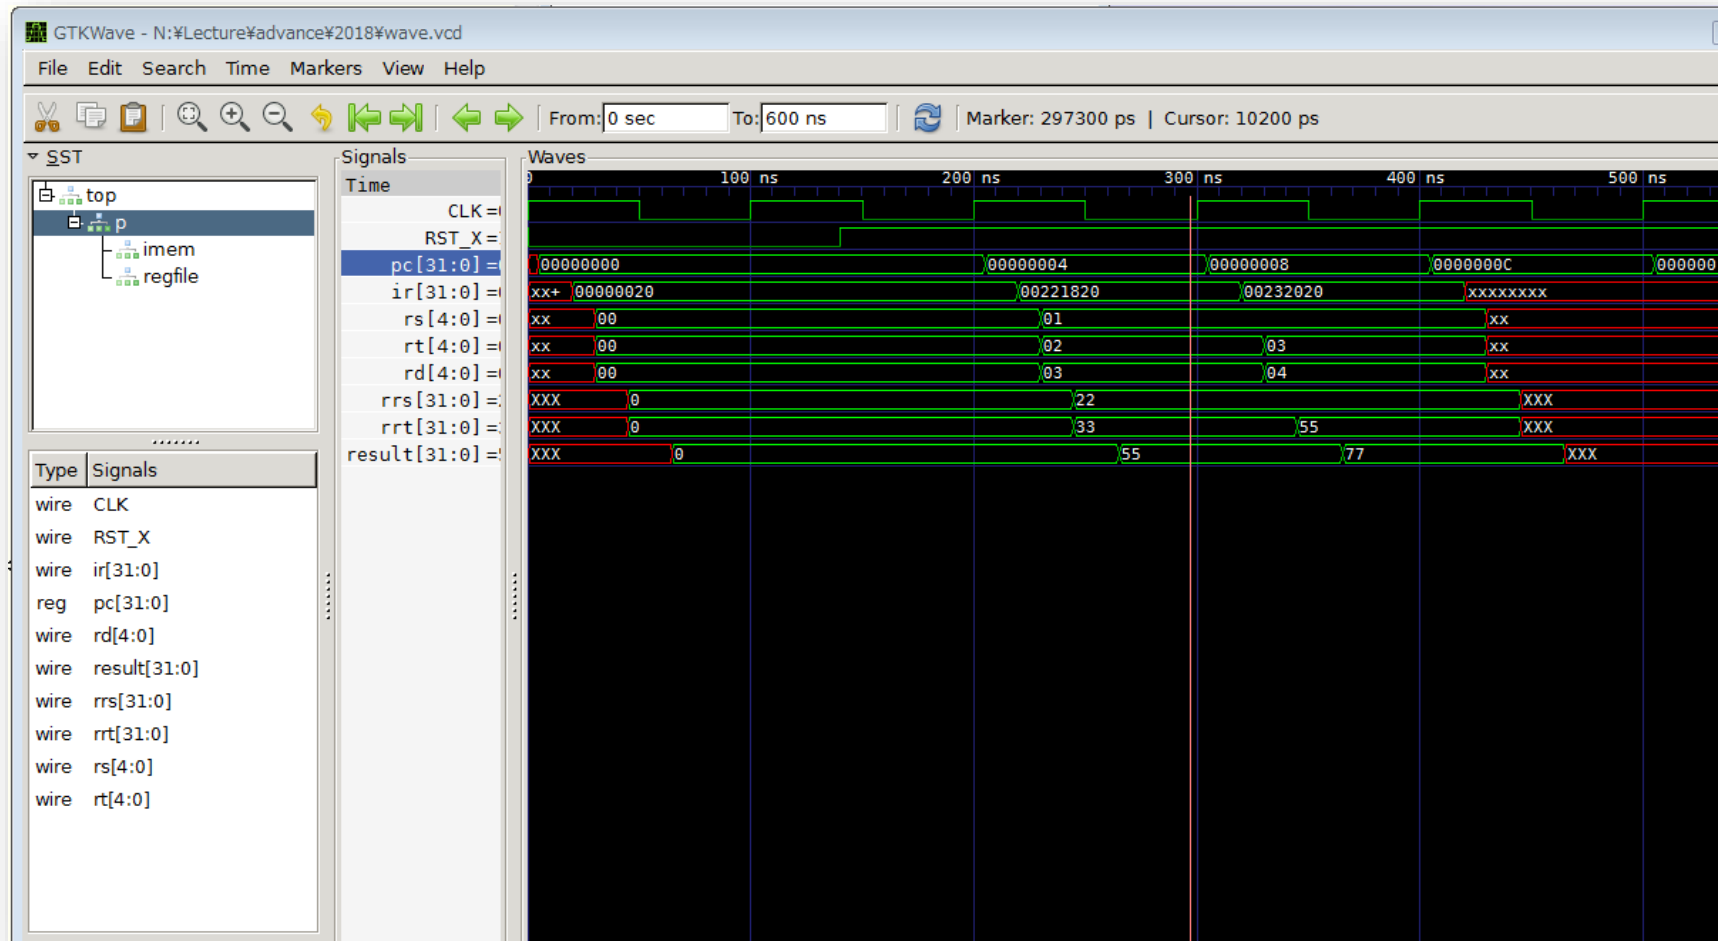 GTKWave - N:¥Lecture¥advance¥2018¥wave.vcd
File Edit Search Time Markers View Help
From: 0 sec To: 600 ns Marker: 297300 ps | Cursor: 10200 ps
SST
top
p
imem
regfile
Type Signals
wire CLK
wire RST_X
wire ir[31:0]
reg pc[31:0]
wire rd[4:0]
wire result[31:0]
wire rrs[31:0]
wire rrt[31:0]
wire rs[4:0]
wire rt[4:0]
Signals
Time
CLK =
RST_X =
pc[31:0] =
ir[31:0] =
rs[4:0] =
rt[4:0] =
rd[4:0] =
rrs[31:0] =
rrt[31:0] =
result[31:0] =
Waves
0 100 ns 200 ns 300 ns 400 ns 500 ns
00000000 00000004 00000008 0000000C 000000
xx+ 00000020 00221820 00232020 xxxxxxxx
xx 00 01 xx
xx 00 02 03 xx
xx 00 03 04 xx
XXX 0 22 XXX
XXX 0 33 55 XXX
XXX 0 55 77 XXX